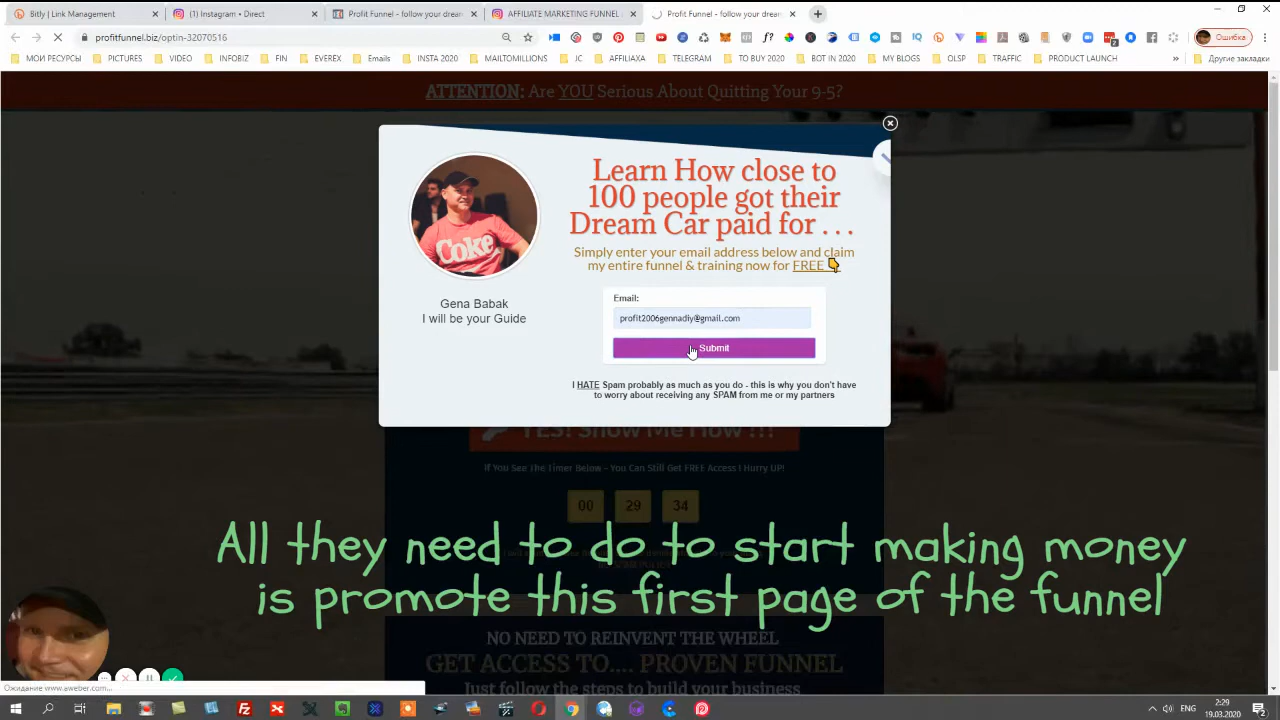 Bitly | Link Management
(1) Instagram • Direct
Profit Funnel - follow your dream
AFFILIATE MARKETING FUNNEL
Profit Funnel - follow your dream
profitfunnel.biz/optin-32070516
Ошибка
МОИ РЕСУРСЫ
PICTURES
VIDEO
INFOBIZ
EVEREX
Emails
INSTA 2020
MAILTOMILLIONS
JC
AFFILIAXA
TELEGRAM
TO BUY 2020
BOT IN 2020
MY BLOGS
OLSP
TRAFFIC
PRODUCT LAUNCH
»
Другие закладки
ATTENTION: Are YOU Serious About Quitting Your 9-5?
Learn How close to
100 people got their
Dream Car paid for . . .
Simply enter your email address below and claim
my entire funnel & training now for FREE
Coke
Gena Babak
I will be your Guide
Email:
profit2006gennadiy@gmail.com
Submit
I HATE Spam probably as much as you do - this is why you don't have
to worry about receiving any SPAM from me or my partners
YES! Show Me How !!!
If You See The Timer Below - You Can Still Get FREE Access ! Hurry UP!
00 29 34
All they need to do to start making money
is promote this first page of the funnel
NO NEED TO REINVENT THE WHEEL
GET ACCESS TO.... PROVEN FUNNEL
Just follow the steps to build your business
Ожидание www.aweber.com...
ENG
2:29
19.03.2020